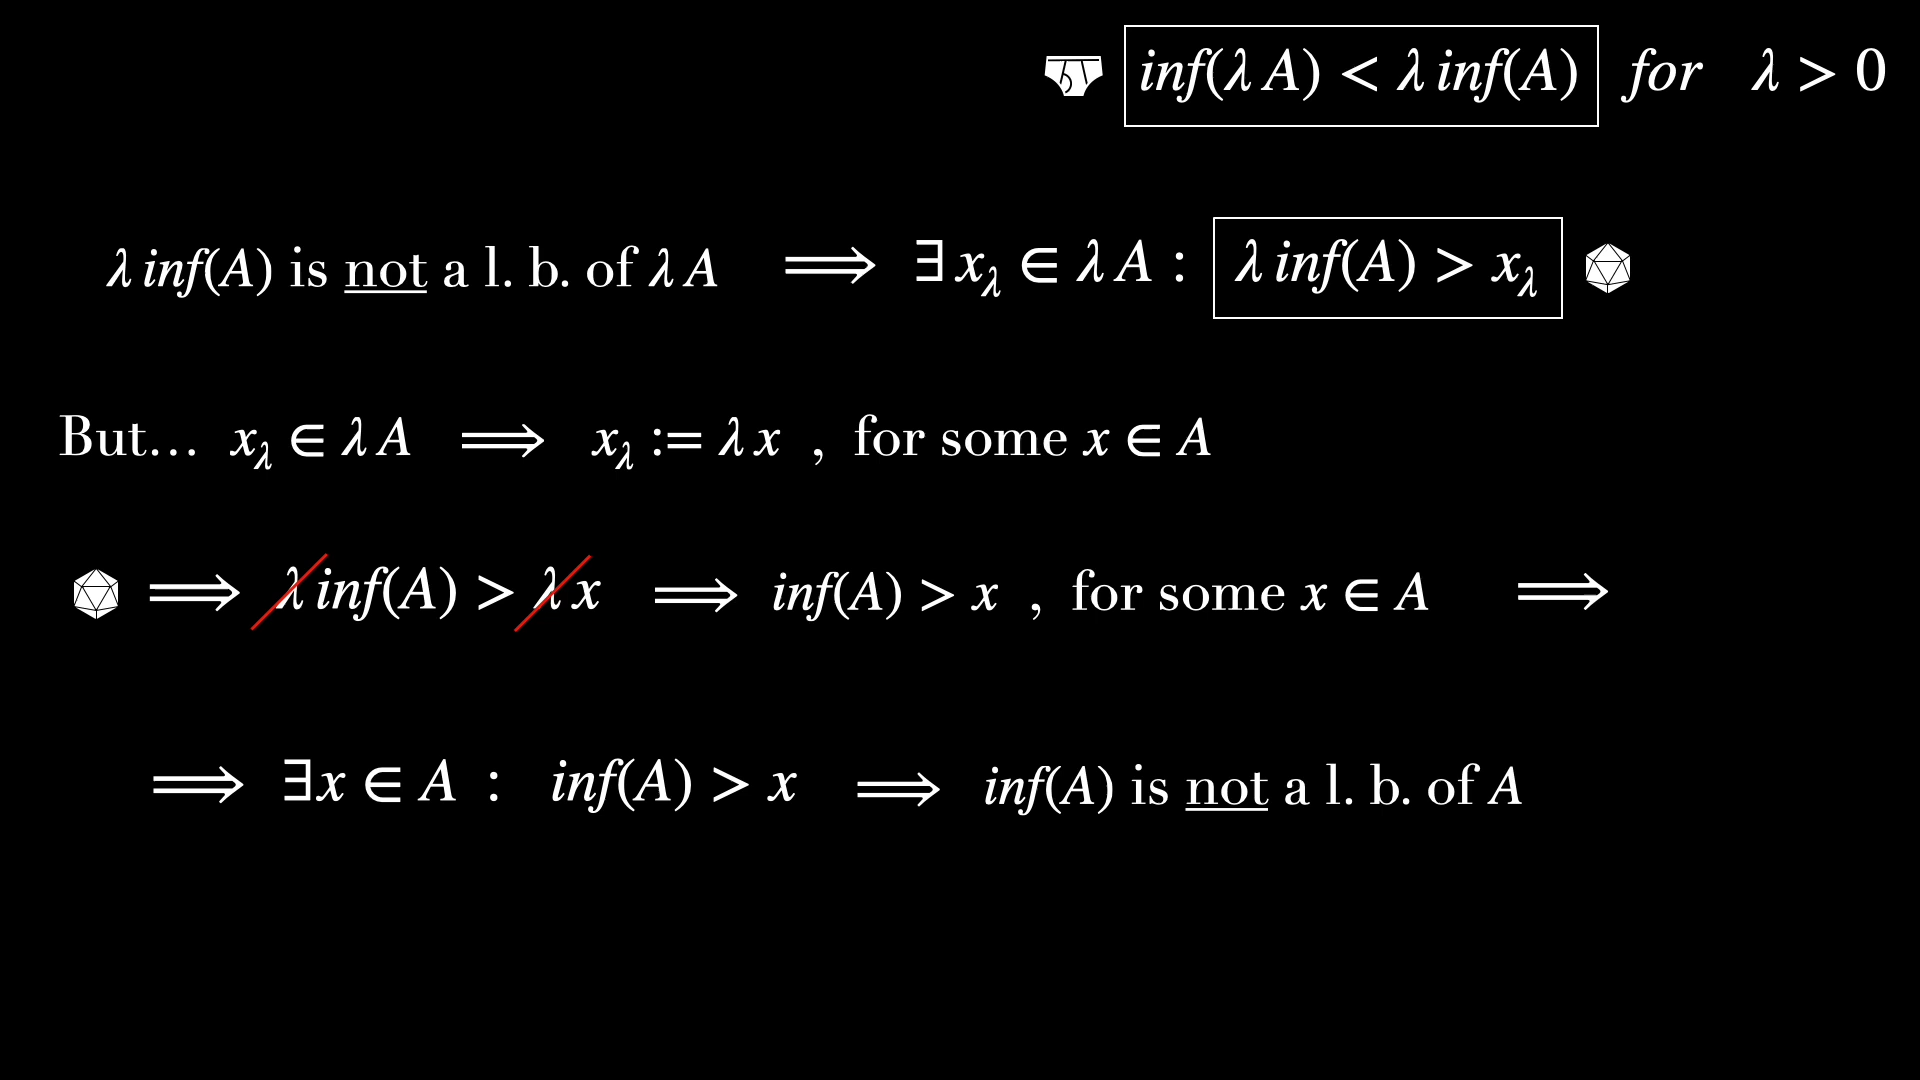 inf(λ A) < λ inf(A) for λ > 0
λ inf(A) is not a l. b. of λ A ⟹ ∃ x_λ ∈ λ A : λ inf(A) > x_λ
But… x_λ ∈ λ A ⟹ x_λ := λ x , for some x ∈ A
⟹ λ inf(A) > λ x ⟹ inf(A) > x , for some x ∈ A ⟹
⟹ ∃x ∈ A : inf(A) > x ⟹ inf(A) is not a l. b. of A